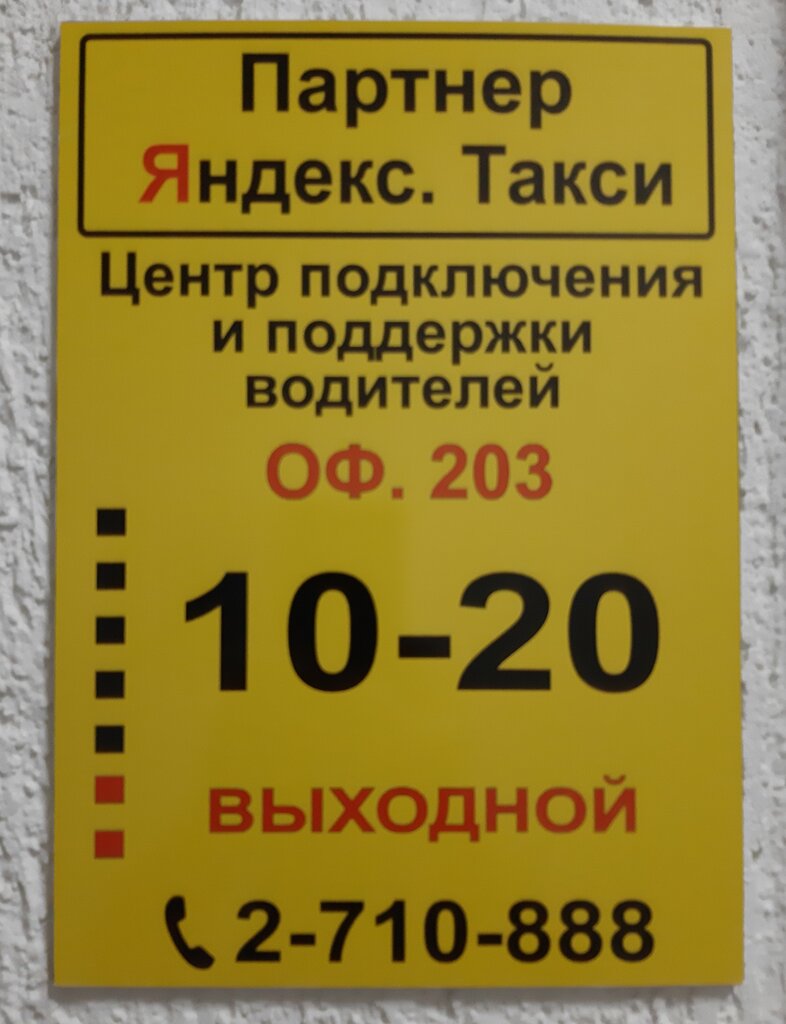 Партнер
Яндекс. Такси
Центр подключения
и поддержки
водителей
ОФ. 203
10-20
ВЫХОДНОЙ
2-710-888